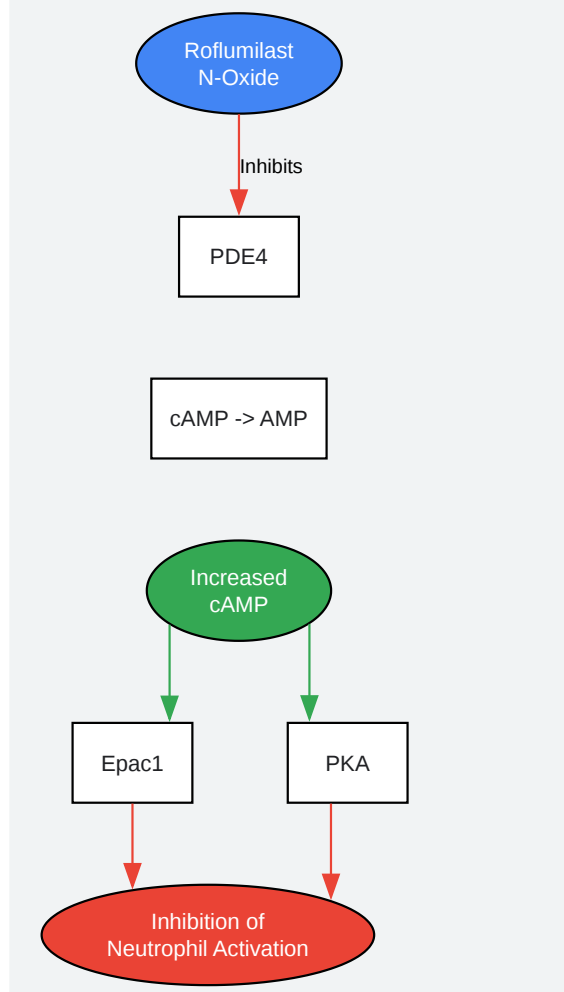 Roflumilast
N-Oxide
Inhibits
PDE4
cAMP -> AMP
Increased
cAMP
Epac1
PKA
Inhibition of
Neutrophil Activation